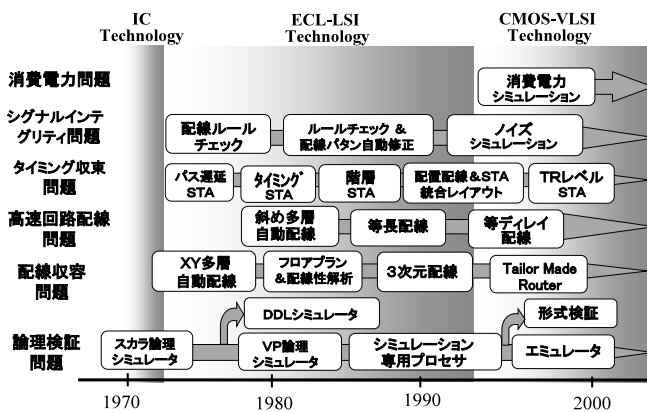 IC
Technology
ECL-LSI
Technology
CMOS-VLSI
Technology
消費電力問題
消費電力
シミュレーション
シグナルインテ
グリティ問題
配線ルール
チェック
ルールチェック &
配線パタン自動修正
ノイズ
シミュレーション
タイミング収束
問題
パス遅延
STA
タイミング
STA
階層
STA
配置配線&STA
統合レイアウト
TRレベル
STA
高速回路配線
問題
斜め多層
自動配線
等長配線
等ディレイ
配線
配線収容
問題
XY多層
自動配線
フロアプラン
&配線性解析
3次元配線
Tailor Made
Router
DDLシミュレータ
形式検証
論理検証
問題
スカラ論理
シミュレータ
VP論理
シミュレータ
シミュレーション
専用プロセサ
エミュレータ
1970
1980
1990
2000